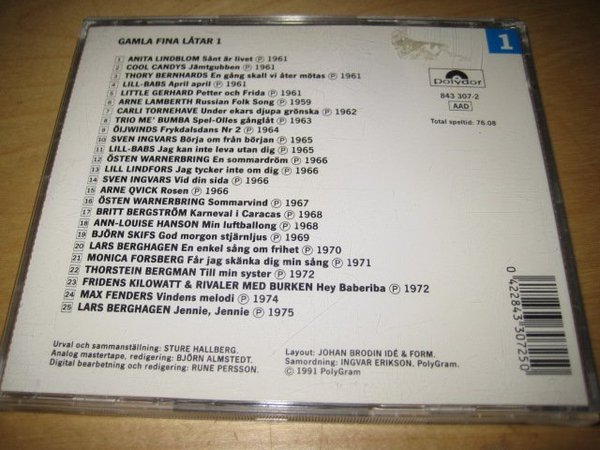 GAMLA FINA LÅTAR 1
1
1 ANITA LINDBLOM Sånt är livet Ⓟ 1961
2 COOL CANDYS Jämtgubben Ⓟ 1961
3 THORY BERNHARDS En gång skall vi åter mötas Ⓟ 1961
4 LILL-BABS April april Ⓟ 1961
5 LITTLE GERHARD Petter och Frida Ⓟ 1961
6 ARNE LAMBERTH Russian Folk Song Ⓟ 1959
7 CARLI TORNEHAVE Under ekars djupa grönska Ⓟ 1962
8 TRIO ME' BUMBA Spel-Olles gånglåt Ⓟ 1963
9 ÖIJWINDS Frykdalsdans Nr 2 Ⓟ 1964
10 SVEN INGVARS Börja om från början Ⓟ 1965
11 LILL-BABS Jag kan inte leva utan dig Ⓟ 1965
12 ÖSTEN WARNERBRING En sommardröm Ⓟ 1966
13 LILL LINDFORS Jag tycker inte om dig Ⓟ 1966
14 SVEN INGVARS Vid din sida Ⓟ 1966
15 ARNE QVICK Rosen Ⓟ 1966
16 ÖSTEN WARNERBRING Sommarvind Ⓟ 1967
17 BRITT BERGSTRÖM Karneval i Caracas Ⓟ 1968
18 ANN-LOUISE HANSON Min luftballong Ⓟ 1968
19 BJÖRN SKIFS God morgon stjärnljus Ⓟ 1969
20 LARS BERGHAGEN En enkel sång om frihet Ⓟ 1970
21 MONICA FORSBERG Får jag skänka dig min sång Ⓟ 1971
22 THORSTEIN BERGMAN Till min syster Ⓟ 1972
23 FRIDENS KILOWATT & RIVALER MED BURKEN Hey Baberiba Ⓟ 1972
24 MAX FENDERS Vindens melodi Ⓟ 1974
25 LARS BERGHAGEN Jennie, Jennie Ⓟ 1975
Polydor
843 307-2
AAD
Total speltid: 76.08
Urval och sammanställning: STURE HALLBERG.
Analog mastertape, redigering: BJÖRN ALMSTEDT.
Digital bearbetning och redigering: RUNE PERSSON.
Layout: JOHAN BRODIN IDÉ & FORM.
Samordning: INGVAR ERIKSON. PolyGram.
© 1991 PolyGram
0 42284 33072 50